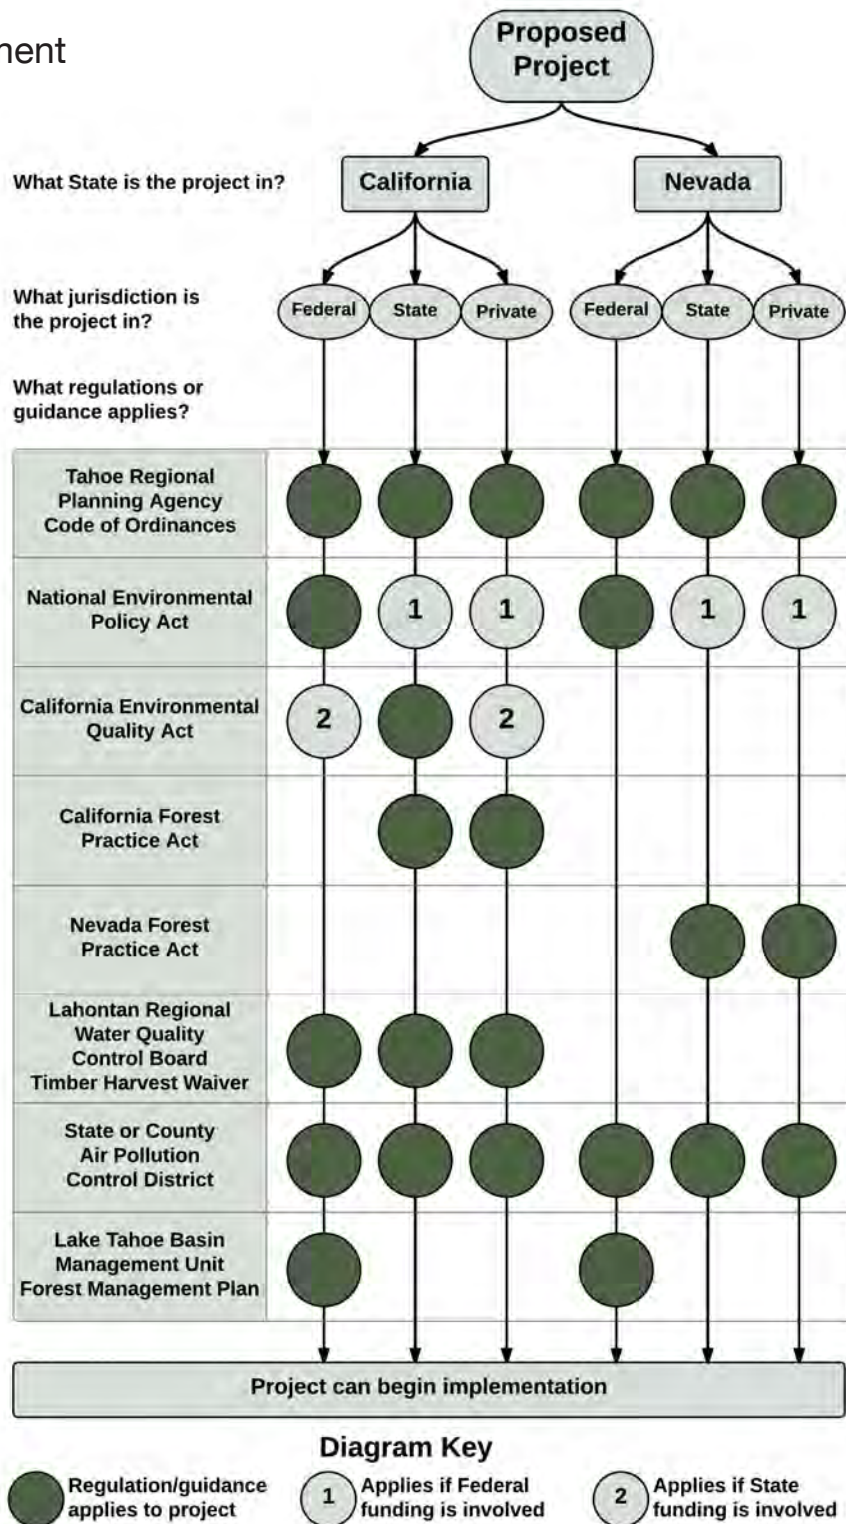 ment
Proposed
Project
What State is the project in?
California
Nevada
What jurisdiction is
the project in?
Federal
State
Private
Federal
State
Private
What regulations or
guidance applies?
Tahoe Regional
Planning Agency
Code of Ordinances
National Environmental
Policy Act
1
1
1
1
California Environmental
Quality Act
2
2
California Forest
Practice Act
Nevada Forest
Practice Act
Lahontan Regional
Water Quality
Control Board
Timber Harvest Waiver
State or County
Air Pollution
Control District
Lake Tahoe Basin
Management Unit
Forest Management Plan
Project can begin implementation
Diagram Key
Regulation/guidance
applies to project
1
Applies if Federal
funding is involved
2
Applies if State
funding is involved